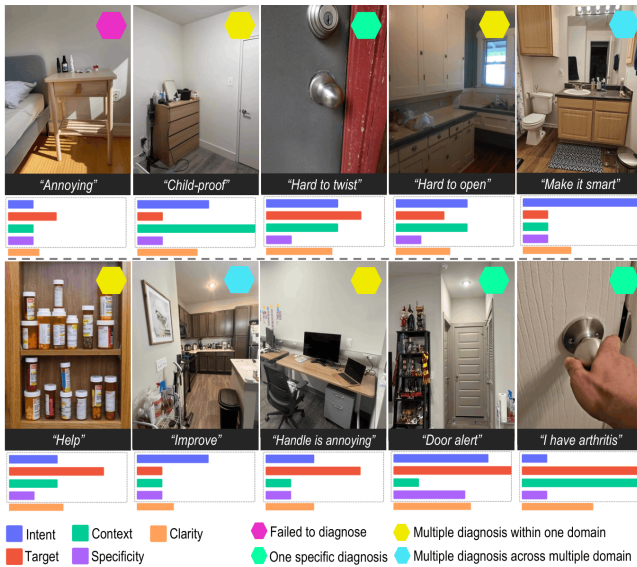 “Annoying”
“Child-proof”
“Hard to twist”
“Hard to open”
“Make it smart”
“Help”
“Improve”
“Handle is annoying”
“Door alert”
“I have arthritis”
Intent
Context
Clarity
Target
Specificity
Failed to diagnose
Multiple diagnosis within one domain
One specific diagnosis
Multiple diagnosis across multiple domain